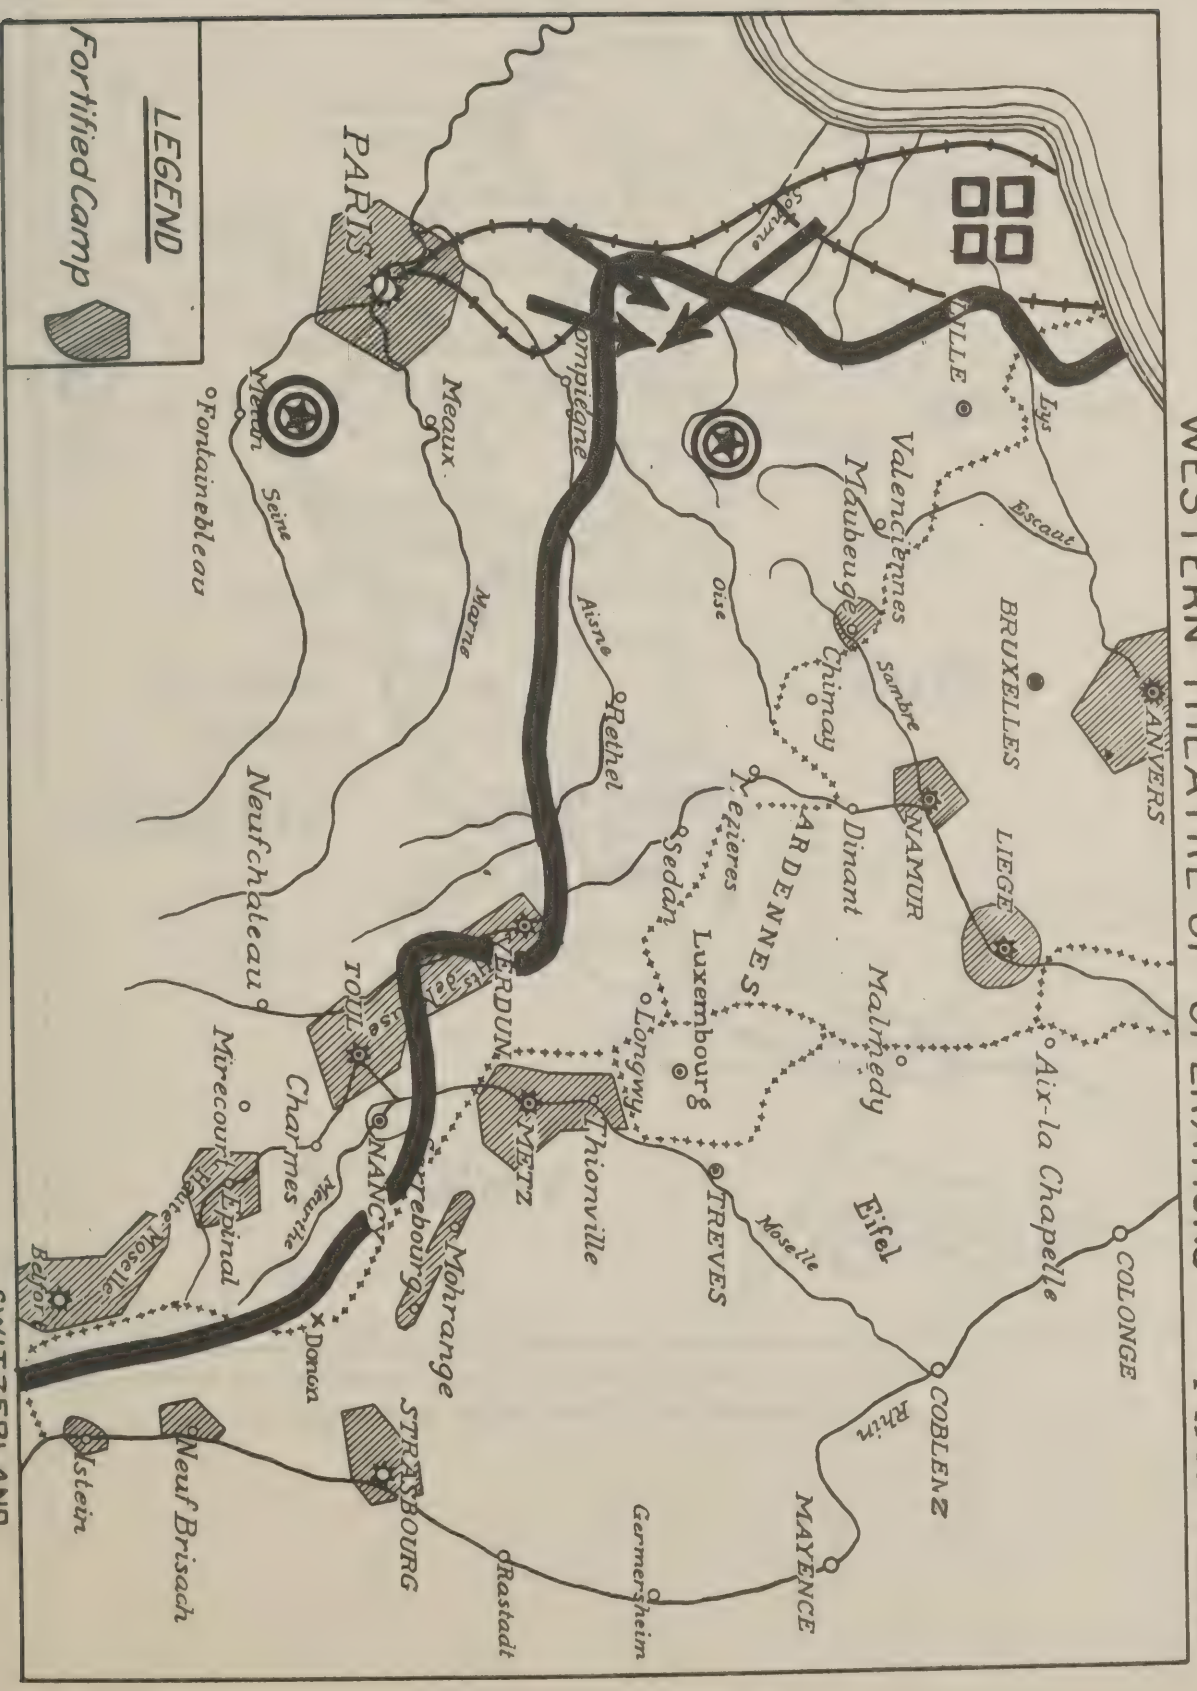 WESTERN THEATRE OF OPERATIONS
ANVERS
BRUXELLES
LIEGE
Aix-la Chapelle
COLONGE
Lys
Escaut
LILLE
Valenciennes
Maubeuge
Sambre
NAMUR
Chimay
Dinant
Malmedy
Eifel
COBLENZ
Rhin
MAYENCE
Somme
Oise
ARDENNES
Mezieres
Sedan
Luxembourg
Longwy
TREVES
Moselle
Germersheim
Compiegne
Aisne
Rethel
VERDUN
METZ
Thionville
Mohrange
Sarrebourg
Rastadt
PARIS
Meaux
Marne
TOUL
NANCY
STRASBOURG
Melun
Seine
Fontainebleau
Neufchateau
Mirecourt
Charmes
Meurthe
Donon
Epinal
Haute Moselle
Belfort
Neuf Brisach
Istein
SWITZERLAND
LEGEND
Fortified Camp